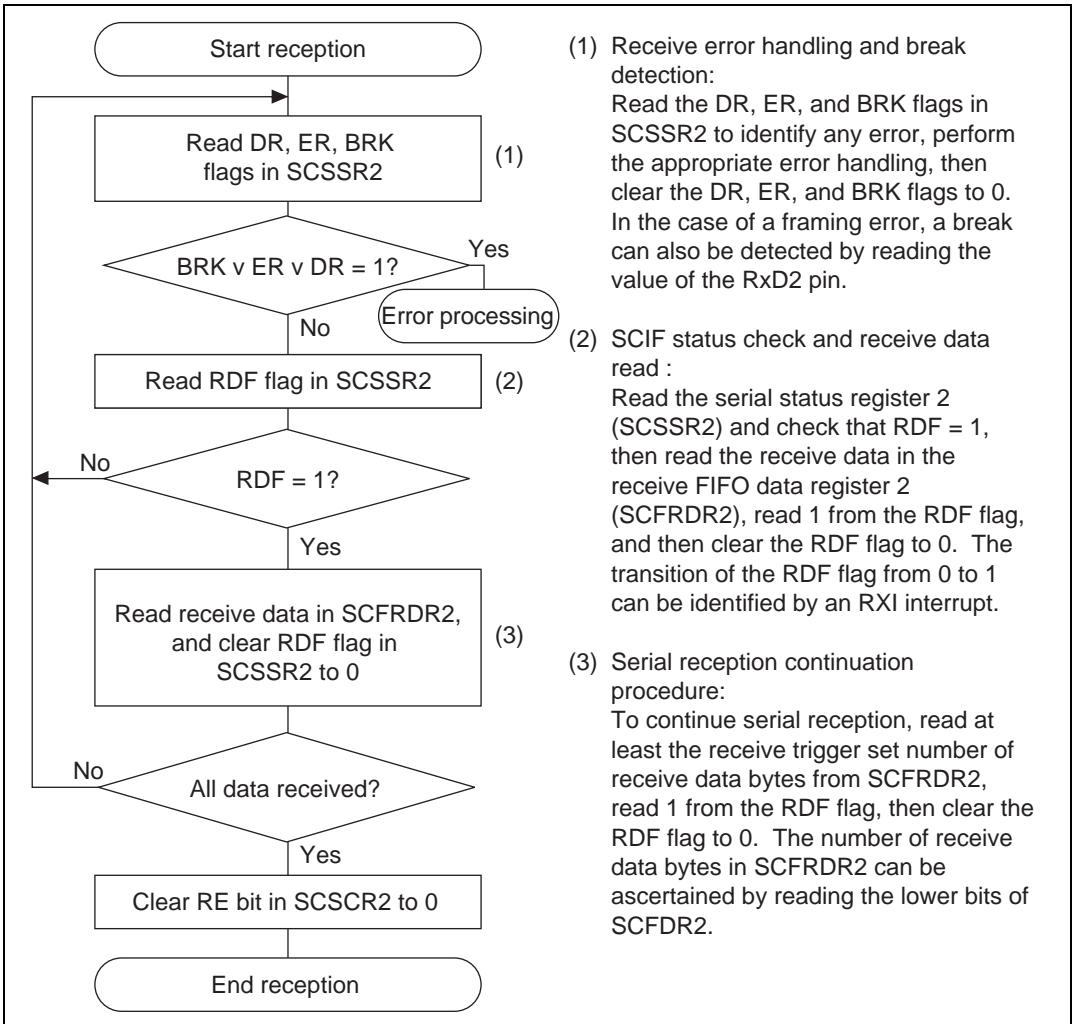 Start reception
Read DR, ER, BRK
flags in SCSSR2
(1)
BRK v ER v DR = 1?
Yes
Error processing
No
Read RDF flag in SCSSR2
(2)
No
RDF = 1?
Yes
Read receive data in SCFRDR2,
and clear RDF flag in
SCSSR2 to 0
(3)
No
All data received?
Yes
Clear RE bit in SCSCR2 to 0
End reception
(1) Receive error handling and break
detection:
Read the DR, ER, and BRK flags in
SCSSR2 to identify any error, perform
the appropriate error handling, then
clear the DR, ER, and BRK flags to 0.
In the case of a framing error, a break
can also be detected by reading the
value of the RxD2 pin.
(2) SCIF status check and receive data
read :
Read the serial status register 2
(SCSSR2) and check that RDF = 1,
then read the receive data in the
receive FIFO data register 2
(SCFRDR2), read 1 from the RDF flag,
and then clear the RDF flag to 0. The
transition of the RDF flag from 0 to 1
can be identified by an RXI interrupt.
(3) Serial reception continuation
procedure:
To continue serial reception, read at
least the receive trigger set number of
receive data bytes from SCFRDR2,
read 1 from the RDF flag, then clear the
RDF flag to 0. The number of receive
data bytes in SCFRDR2 can be
ascertained by reading the lower bits of
SCFDR2.